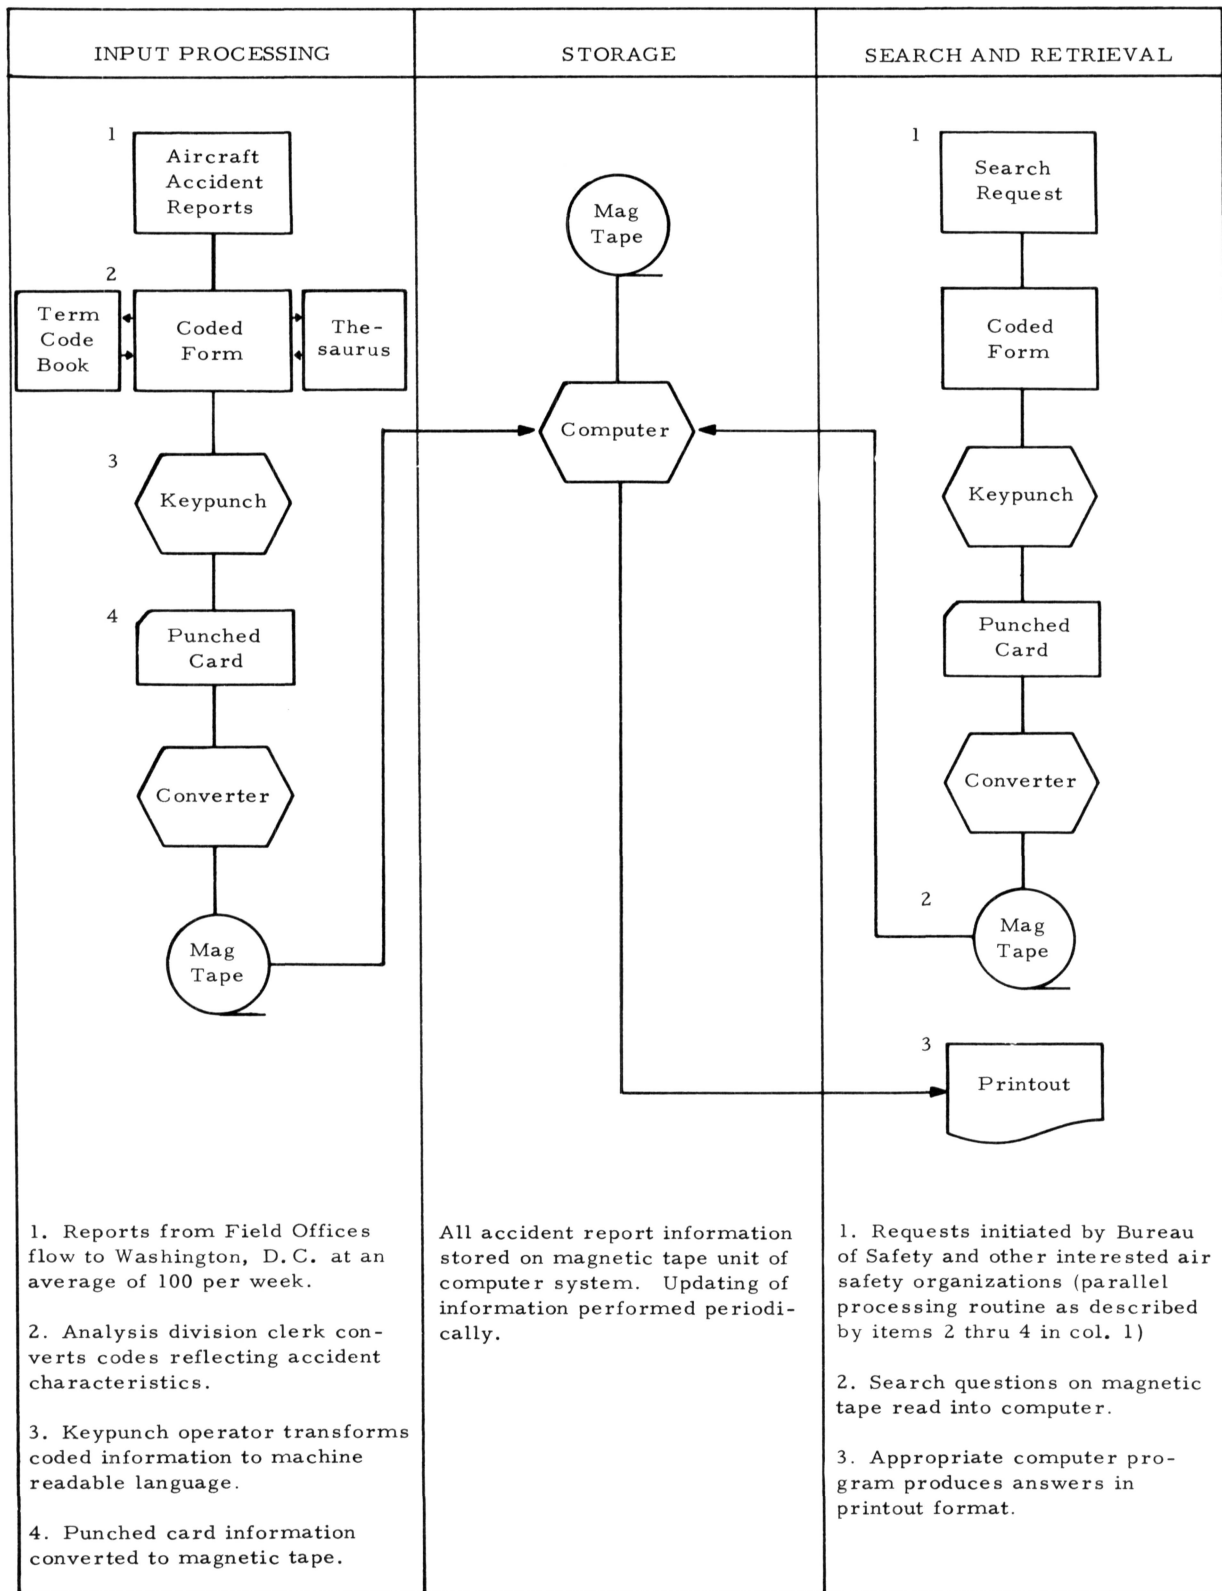 INPUT PROCESSING
STORAGE
SEARCH AND RETRIEVAL
1
Aircraft
Accident
Reports
2
Term
Code
Book
Coded
Form
The-
saurus
3
Keypunch
4
Punched
Card
Converter
Mag
Tape
1. Reports from Field Offices
flow to Washington, D.C. at an
average of 100 per week.
2. Analysis division clerk con-
verts codes reflecting accident
characteristics.
3. Keypunch operator transforms
coded information to machine
readable language.
4. Punched card information
converted to magnetic tape.
Mag
Tape
Computer
All accident report information
stored on magnetic tape unit of
computer system. Updating of
information performed periodi-
cally.
1
Search
Request
Coded
Form
Keypunch
Punched
Card
Converter
2
Mag
Tape
3
Printout
1. Requests initiated by Bureau
of Safety and other interested air
safety organizations (parallel
processing routine as described
by items 2 thru 4 in col. 1)
2. Search questions on magnetic
tape read into computer.
3. Appropriate computer pro-
gram produces answers in
printout format.